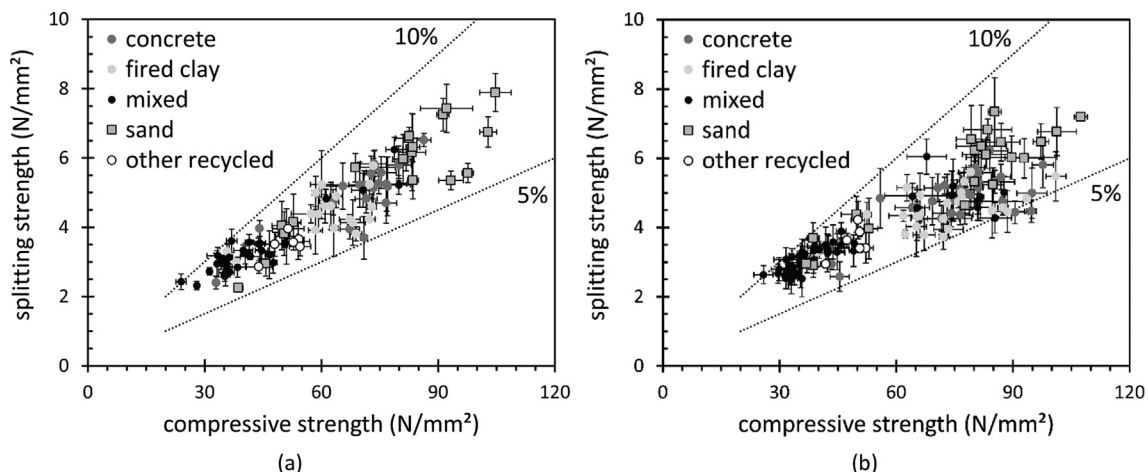 (a)
10
8
6
4
2
0
splitting strength (N/mm²)
concrete
fired clay
mixed
sand
other recycled
10%
5%
0
30
60
90
120
compressive strength (N/mm²)
(b)
10
8
6
4
2
0
splitting strength (N/mm²)
concrete
fired clay
mixed
sand
other recycled
10%
5%
0
30
60
90
120
compressive strength (N/mm²)
(a)
(b)